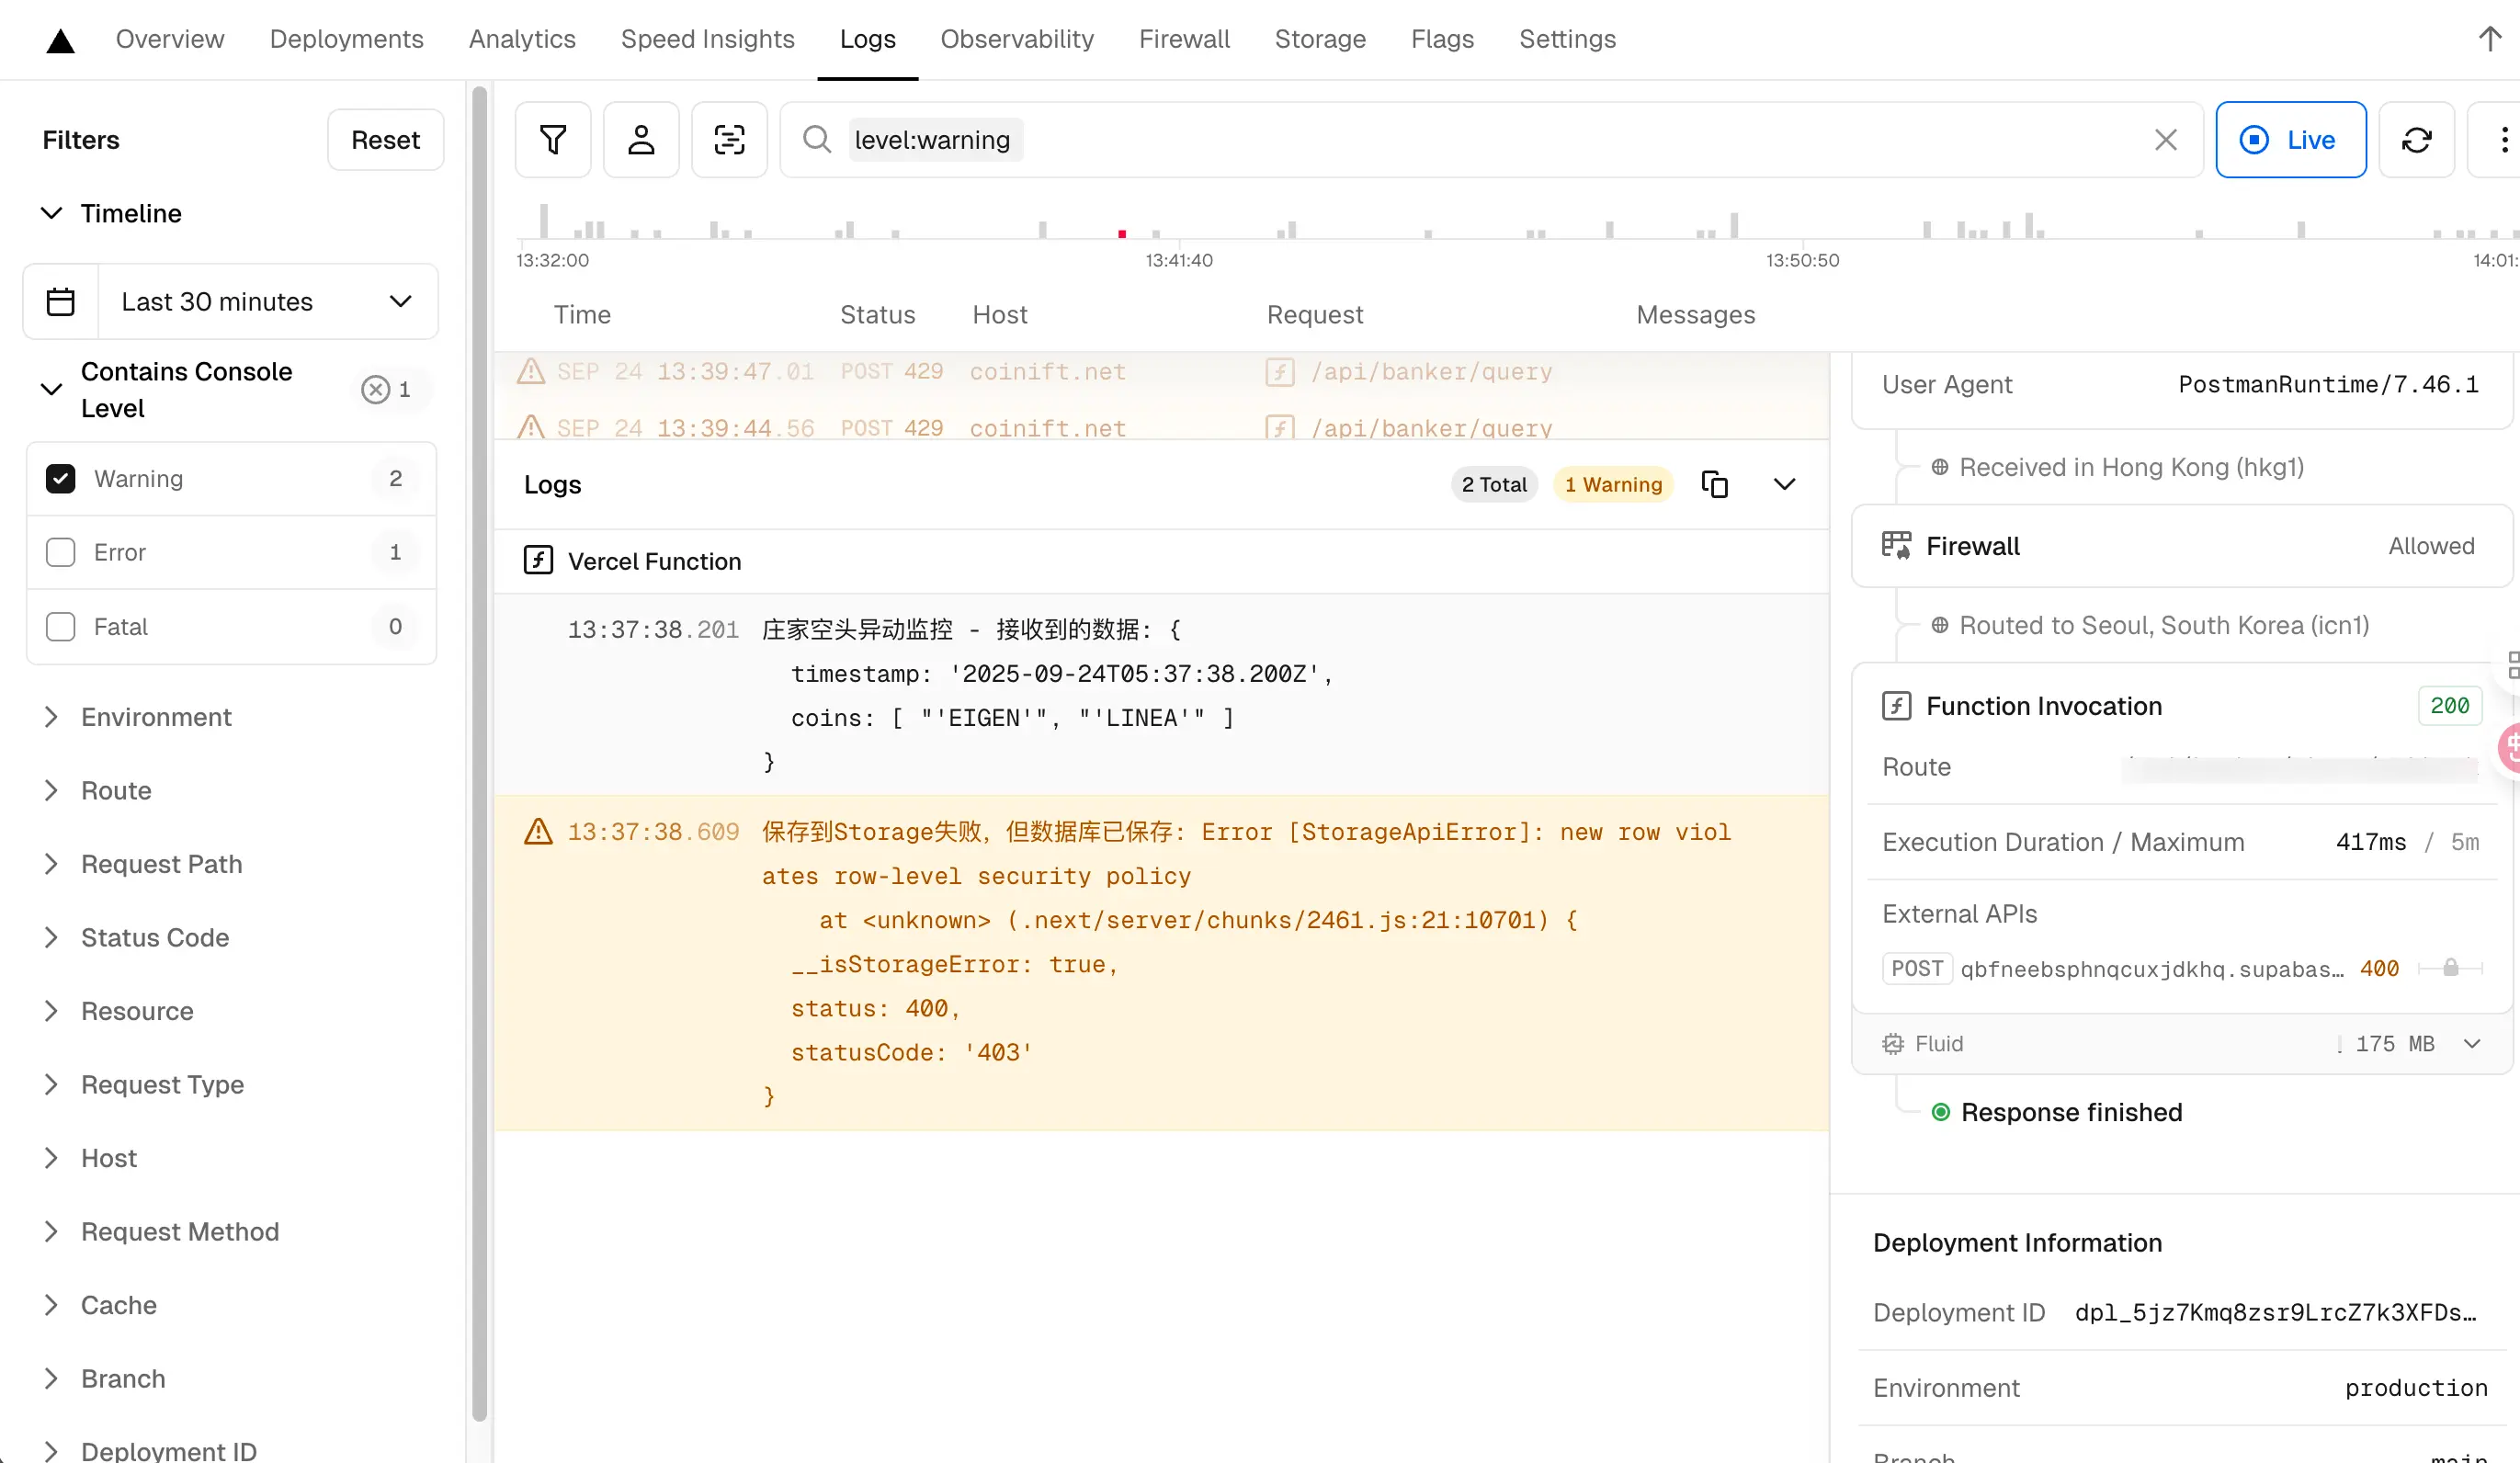 Overview Deployments Analytics Speed Insights Logs Observability Firewall Storage Flags Settings
Filters
Reset
Timeline
Last 30 minutes
Contains Console
Level
1
Warning 2
Error 1
Fatal 0
Environment
Route
Request Path
Status Code
Resource
Request Type
Host
Request Method
Cache
Branch
Deployment ID
level:warning
Live
13:32:00 13:41:40 13:50:50 14:01:
Time Status Host Request Messages
SEP 24 13:39:47.01 POST 429 coinift.net /api/banker/query
SEP 24 13:39:44.56 POST 429 coinift.net /api/banker/query
Logs
2 Total
1 Warning
Vercel Function
13:37:38.201 庄家空头异动监控 - 接收到的数据: {
timestamp: '2025-09-24T05:37:38.200Z',
coins: [ "'EIGEN'", "'LINEA'" ]
}
13:37:38.609 保存到Storage失败，但数据库已保存: Error [StorageApiError]: new row viol
ates row-level security policy
at <unknown> (.next/server/chunks/2461.js:21:10701) {
__isStorageError: true,
status: 400,
statusCode: '403'
}
User Agent PostmanRuntime/7.46.1
Received in Hong Kong (hkg1)
Firewall Allowed
Routed to Seoul, South Korea (icn1)
Function Invocation 200
Route
Execution Duration / Maximum 417ms / 5m
External APIs
POST qbfneebsphnqcuxjdkhq.supabas… 400
Fluid 175 MB
Response finished
Deployment Information
Deployment ID dpl_5jz7Kmq8zsr9LrcZ7k3XFDs…
Environment production
Branch main